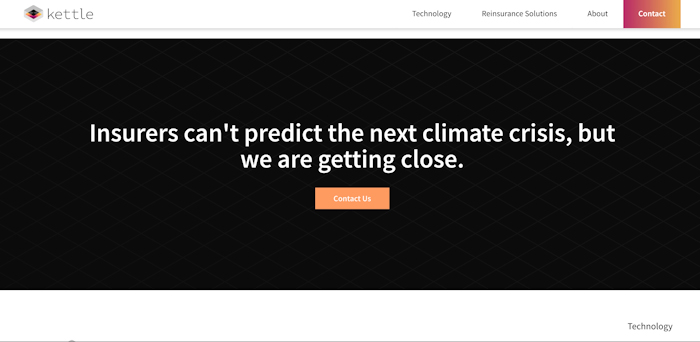 kettle
Technology
Reinsurance Solutions
About
Contact
Insurers can't predict the next climate crisis, but
we are getting close.
Contact Us
Technology